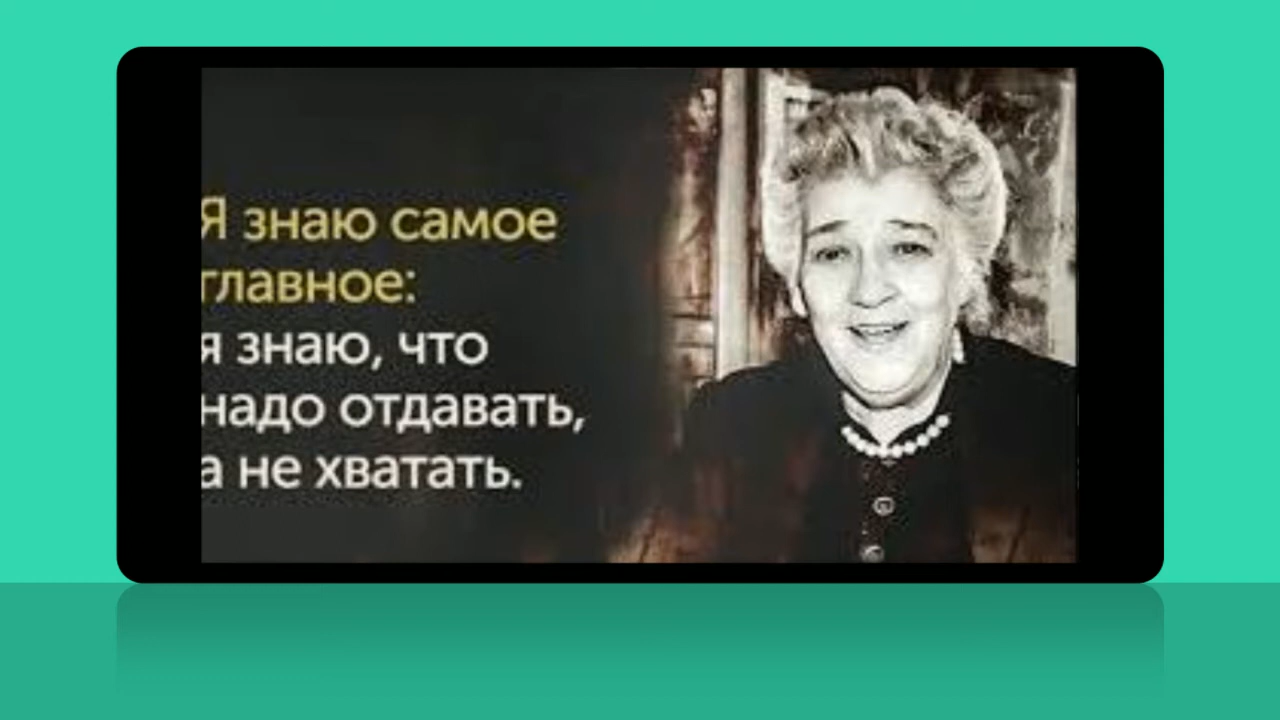 Я знаю самое
главное:
я знаю, что
надо отдавать,
а не хватать.